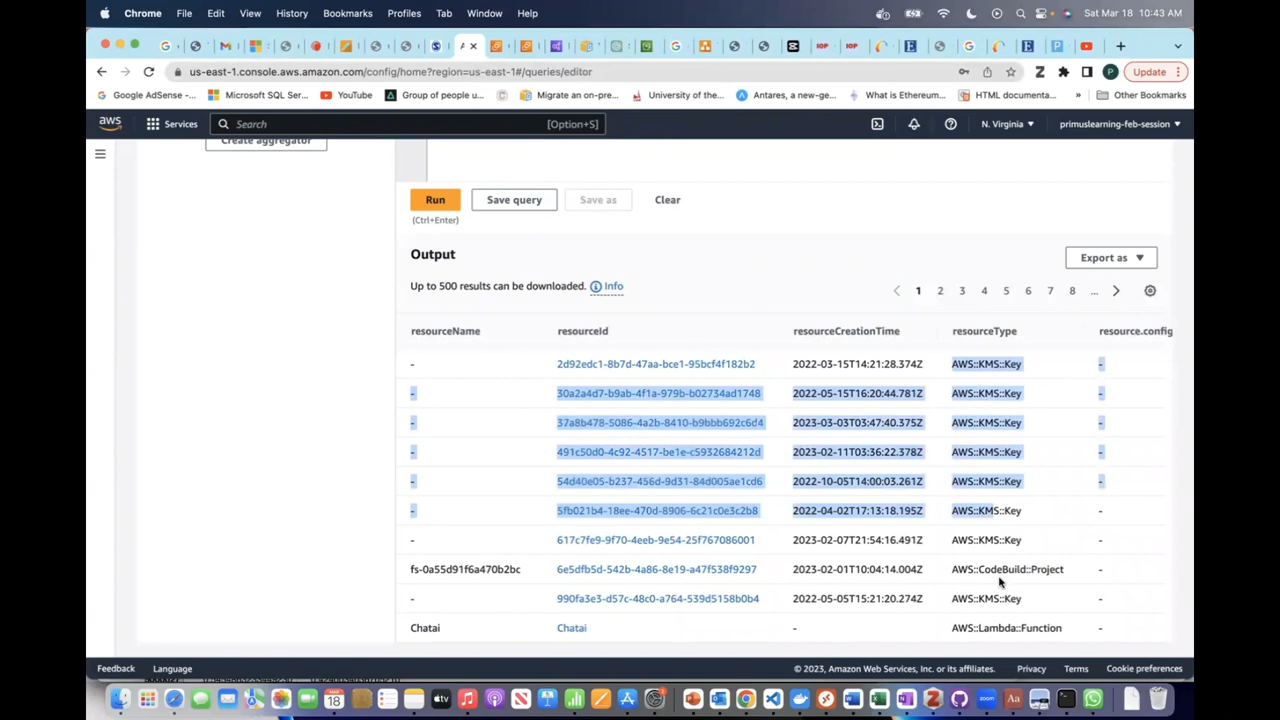 Chrome File Edit View History Bookmarks Profiles Tab Window Help Sat Mar 18 10:43 AM
us-east-1.console.aws.amazon.com/config/home?region=us-east-1#/queries/editor Update
Google AdSense -... Microsoft SQL Ser... YouTube Group of people u... Migrate an on-pre... University of the... Antares, a new-ge... What is Ethereum... HTML documenta... » Other Bookmarks
aws Services Search [Option+S] N. Virginia primuslearning-feb-session
Create aggregator
Run Save query Save as Clear
(Ctrl+Enter)
Output Export as
Up to 500 results can be downloaded. Info
1 2 3 4 5 6 7 8 ...
resourceName resourceId resourceCreationTime resourceType resource.config
- 2d92edc1-8b7d-47aa-bce1-95bcf4f182b2 2022-03-15T14:21:28.374Z AWS::KMS::Key -
- 30a2a4d7-b9ab-4f1a-979b-b02734ad1748 2022-05-15T16:20:44.781Z AWS::KMS::Key -
- 37a8b478-5086-4a2b-8410-b9bbb692c6d4 2023-03-03T03:47:40.375Z AWS::KMS::Key -
- 491c50d0-4c92-4517-be1e-c5932684212d 2023-02-11T03:36:22.378Z AWS::KMS::Key -
- 54d40e05-b237-456d-9d31-84d005ae1cd6 2022-10-05T14:00:03.261Z AWS::KMS::Key -
- 5fb021b4-18ee-470d-8906-6c21c0e3c2b8 2022-04-02T17:13:18.195Z AWS::KMS::Key -
- 617c7fe9-9f70-4eeb-9e54-25f767086001 2023-02-07T21:54:16.491Z AWS::KMS::Key -
fs-0a55d91f6a470b2bc 6e5dfb5d-542b-4a86-8e19-a47f538f9297 2023-02-01T10:04:14.004Z AWS::CodeBuild::Project -
- 990fa3e3-d57c-48c0-a764-539d5158b0b4 2022-05-05T15:21:20.274Z AWS::KMS::Key -
Chatai Chatai - AWS::Lambda::Function -
Feedback Language © 2023, Amazon Web Services, Inc. or its affiliates. Privacy Terms Cookie preferences